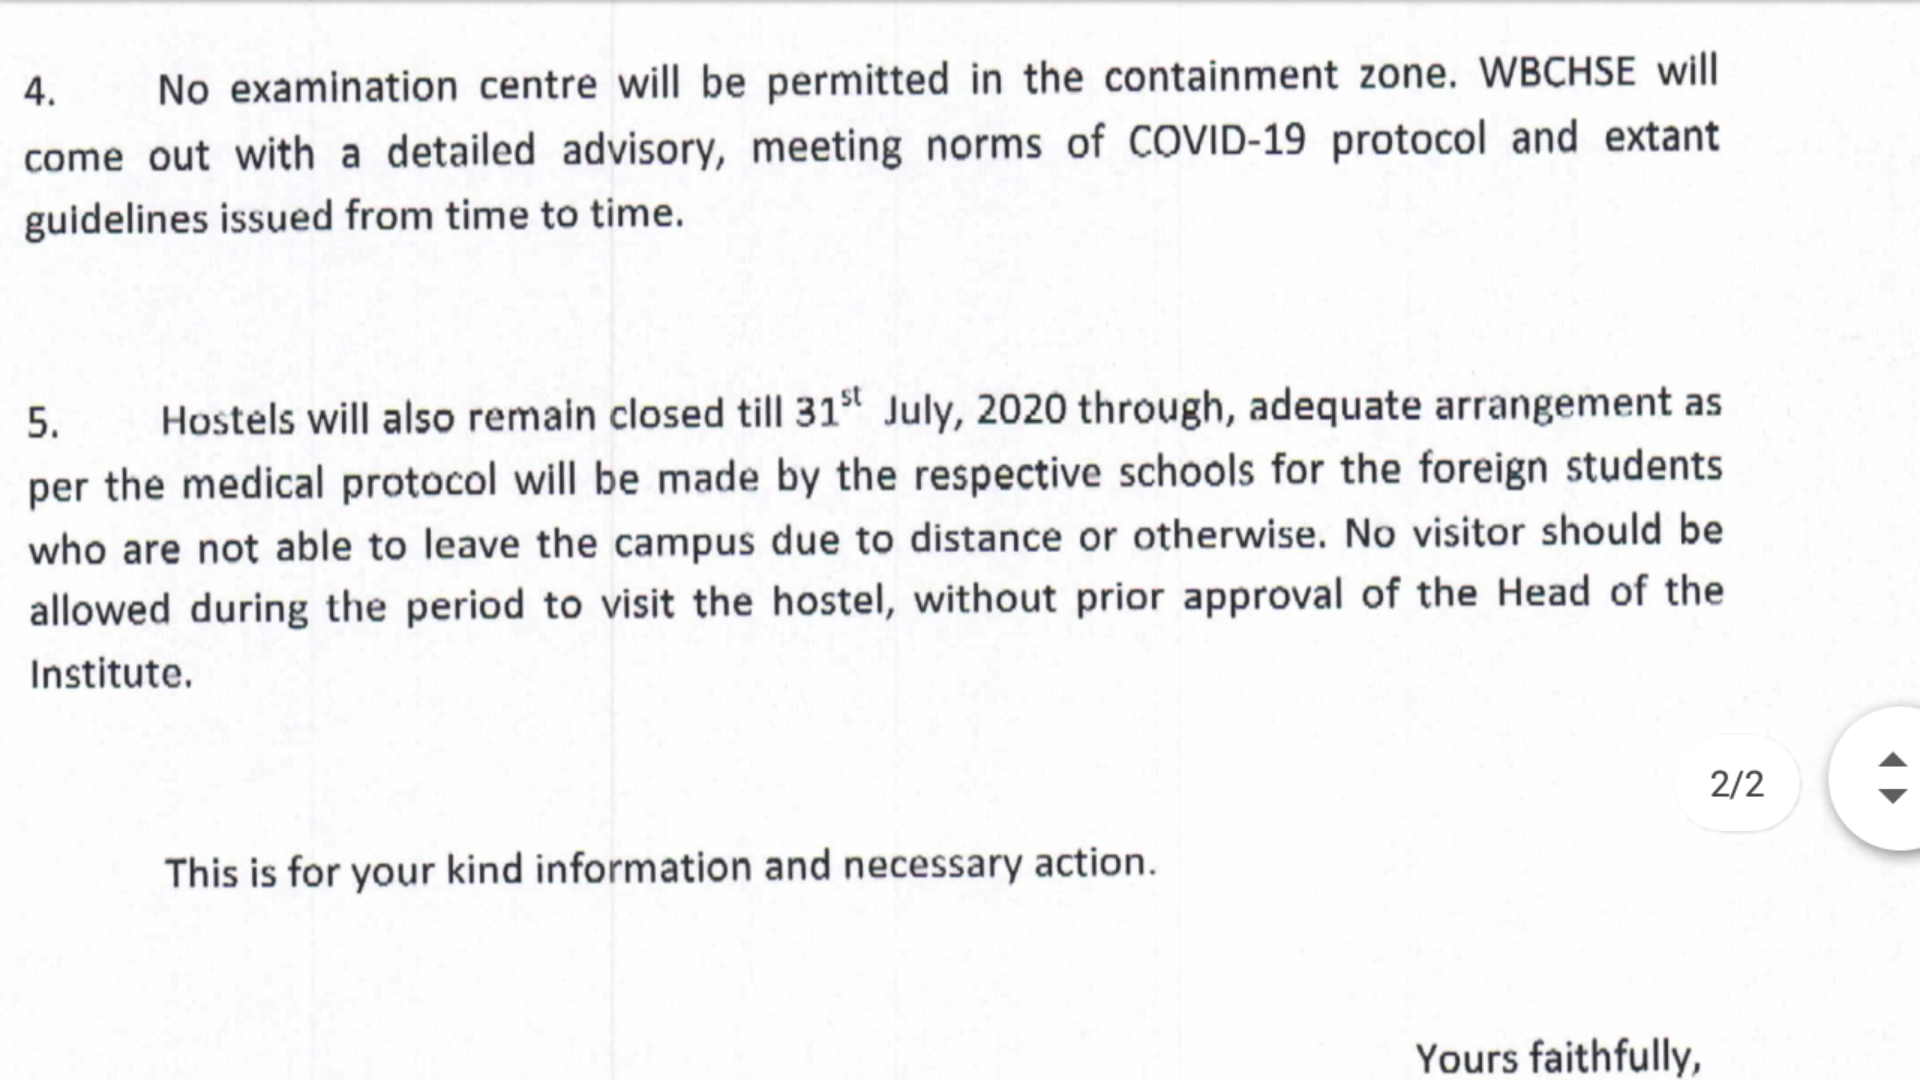 4. No examination centre will be permitted in the containment zone. WBCHSE will
come out with a detailed advisory, meeting norms of COVID-19 protocol and extant
guidelines issued from time to time.
5. Hostels will also remain closed till 31st July, 2020 through, adequate arrangement as
per the medical protocol will be made by the respective schools for the foreign students
who are not able to leave the campus due to distance or otherwise. No visitor should be
allowed during the period to visit the hostel, without prior approval of the Head of the
Institute.
2/2
This is for your kind information and necessary action.
Yours faithfully,